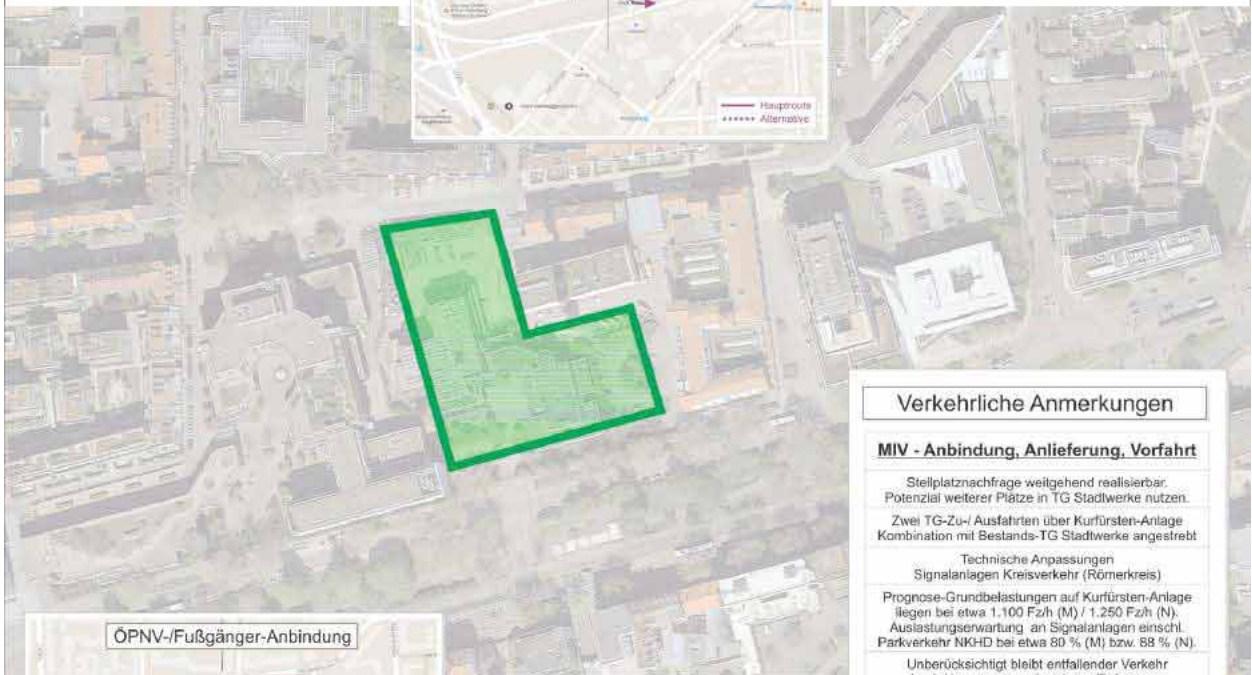 Hauptroute
Alternative
Verkehrliche Anmerkungen
MIV - Anbindung, Anlieferung, Vorfahrt
Stellplatznachfrage weitgehend realisierbar.
Potenzial weiterer Plätze in TG Stadtwerke nutzen.
Zwei TG-Zu-/ Ausfahrten über Kurfürsten-Anlage
Kombination mit Bestands-TG Stadtwerke angestrebt
Technische Anpassungen
Signalanlagen Kreisverkehr (Römerkreis)
Prognose-Grundbelastungen auf Kurfürsten-Anlage
liegen bei etwa 1.100 Fz/h (M) / 1.250 Fz/h (N).
Auslastungserwartung an Signalanlagen einschl.
Parkverkehr NKHD bei etwa 80 % (M) bzw. 88 % (N).
Unberücksichtigt bleibt entfallender Verkehr
ÖPNV-/Fußgänger-Anbindung